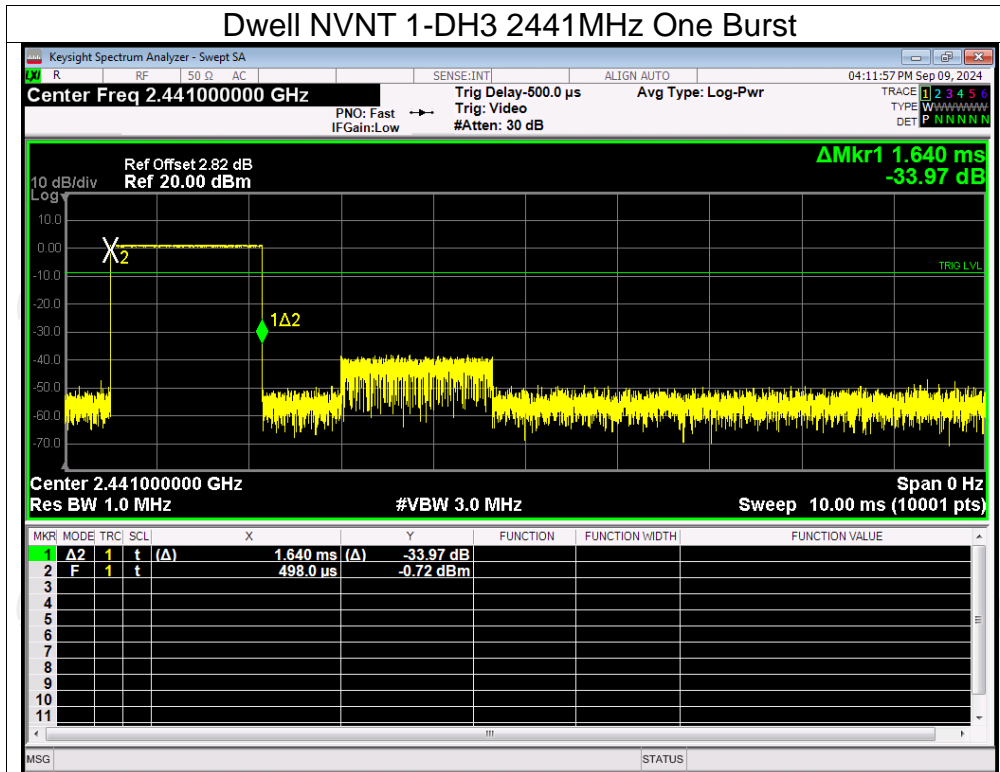 Dwell NVNT 1-DH3 2441MHz One Burst
Keysight Spectrum Analyzer - Swept SA
LXI R RF 50 Ω AC SENSE:INT ALIGN AUTO 04:11:57 PM Sep 09, 2024
Center Freq 2.441000000 GHz
PNO: Fast
IFGain:Low
Trig Delay-500.0 µs
Trig: Video
#Atten: 30 dB
Avg Type: Log-Pwr
TRACE 1 2 3 4 5 6
TYPE WWWWWWW
DET P N N N N N
ΔMkr1 1.640 ms
-33.97 dB
Ref Offset 2.82 dB
10 dB/div Ref 20.00 dBm
Log
10.0
0.00
-10.0
-20.0
-30.0
-40.0
-50.0
-60.0
-70.0
2
TRIG LVL
1Δ2
Center 2.441000000 GHz Span 0 Hz
Res BW 1.0 MHz #VBW 3.0 MHz Sweep 10.00 ms (10001 pts)
MKR MODE TRC SCL X Y FUNCTION FUNCTION WIDTH FUNCTION VALUE
1 Δ2 1 t (Δ) 1.640 ms (Δ) -33.97 dB
2 F 1 t 498.0 µs -0.72 dBm
3
4
5
6
7
8
9
10
11
MSG STATUS